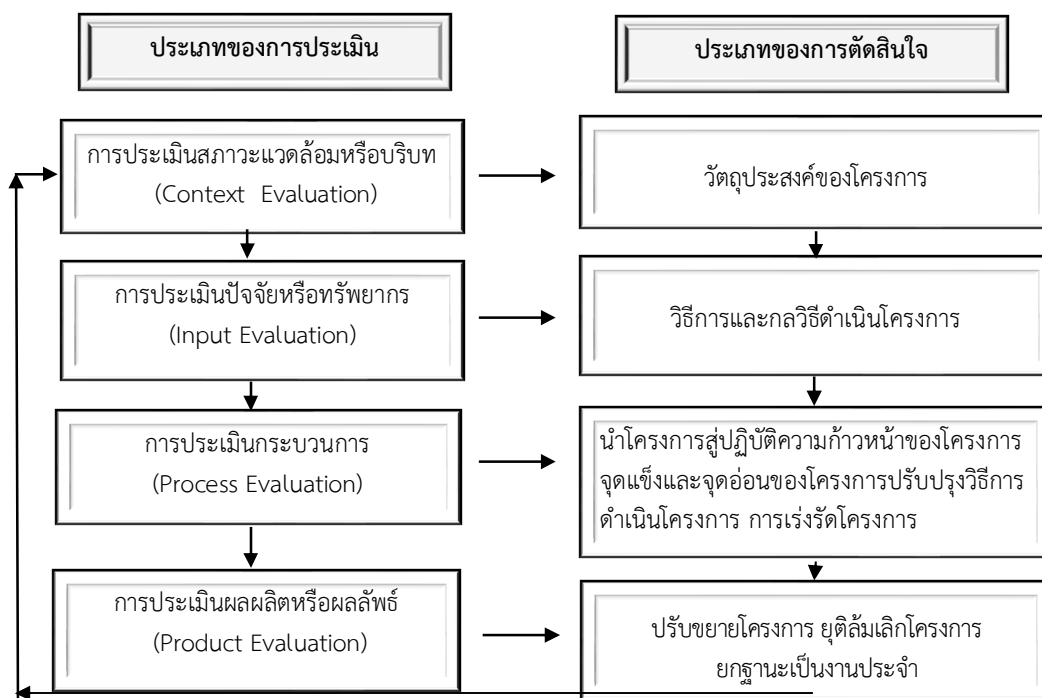 ประเภทของการประเมิน
ประเภทของการตัดสินใจ
การประเมินสภาวะแวดล้อมหรือบริบท
(Context Evaluation)
วัตถุประสงค์ของโครงการ
การประเมินปัจจัยหรือทรัพยากร
(Input Evaluation)
วิธีการและกลวิธีดำเนินโครงการ
การประเมินกระบวนการ
(Process Evaluation)
นำโครงการสู่ปฏิบัติความก้าวหน้าของโครงการ
จุดแข็งและจุดอ่อนของโครงการปรับปรุงวิธีการ
ดำเนินโครงการ การเร่งรัดโครงการ
การประเมินผลผลิตหรือผลลัพธ์
(Product Evaluation)
ปรับขยายโครงการ ยุติล้มเลิกโครงการ
ยกฐานะเป็นงานประจำ